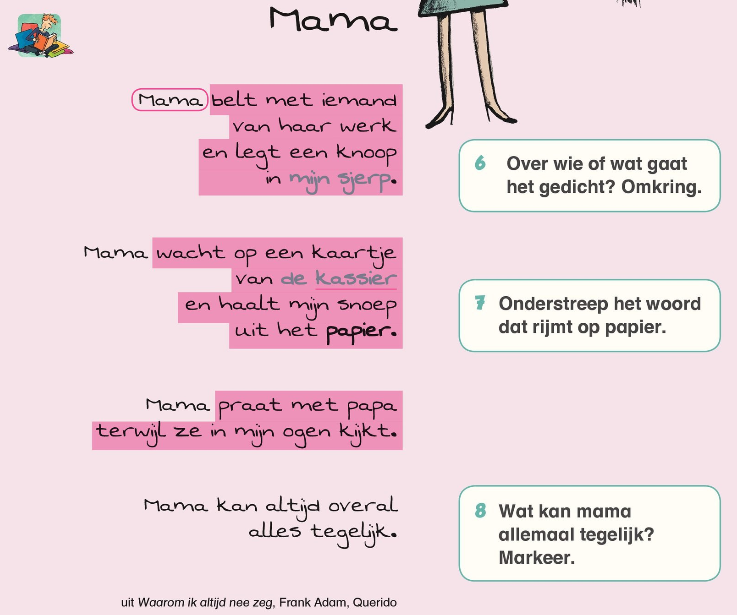 Mama
Mama belt met iemand
van haar werk
en legt een knoop
in mijn sjerp.
6 Over wie of wat gaat
het gedicht? Omkring.
Mama wacht op een kaartje
van de kassier
en haalt mijn snoep
uit het papier.
7 Onderstreep het woord
dat rijmt op papier.
Mama praat met papa
terwijl ze in mijn ogen kijkt.
Mama kan altijd overal
alles tegelijk.
8 Wat kan mama
allemaal tegelijk?
Markeer.
uit Waarom ik altijd nee zeg, Frank Adam, Querido